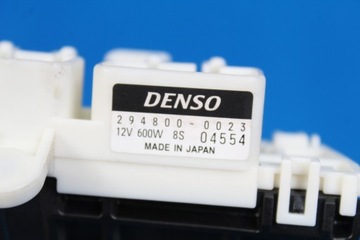 DENSO
294800-0023
12V 600W 8S 04554
MADE IN JAPAN